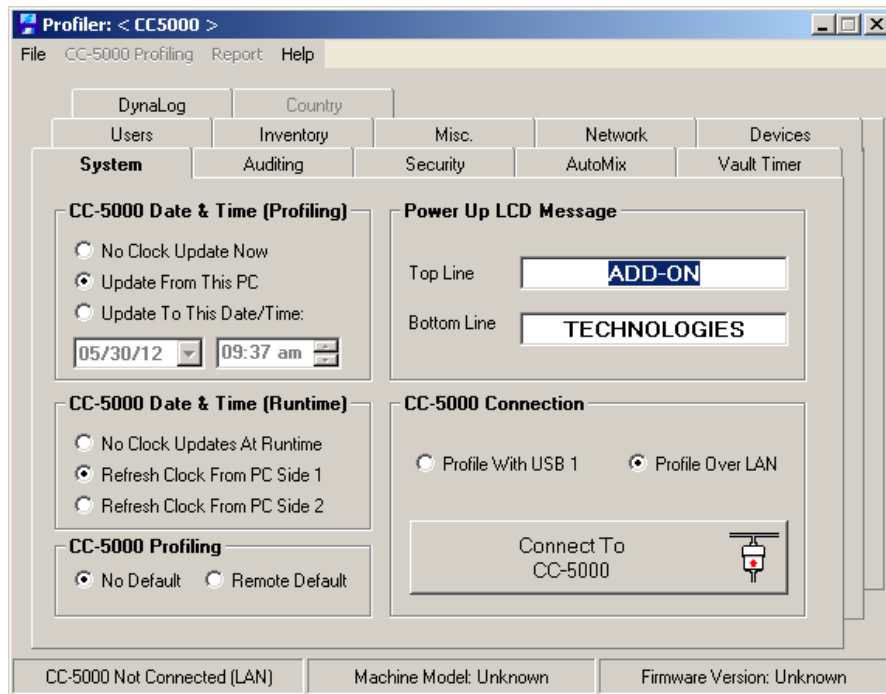 Profiler: < CC5000 >
File CC-5000 Profiling Report Help
DynaLog Country
Users Inventory Misc. Network Devices
System Auditing Security AutoMix Vault Timer
CC-5000 Date & Time (Profiling)
No Clock Update Now
Update From This PC
Update To This Date/Time:
05/30/12 09:37 am
Power Up LCD Message
Top Line ADD-ON
Bottom Line TECHNOLOGIES
CC-5000 Date & Time (Runtime)
No Clock Updates At Runtime
Refresh Clock From PC Side 1
Refresh Clock From PC Side 2
CC-5000 Connection
Profile With USB 1 Profile Over LAN
Connect To
CC-5000
CC-5000 Profiling
No Default Remote Default
CC-5000 Not Connected (LAN) Machine Model: Unknown Firmware Version: Unknown